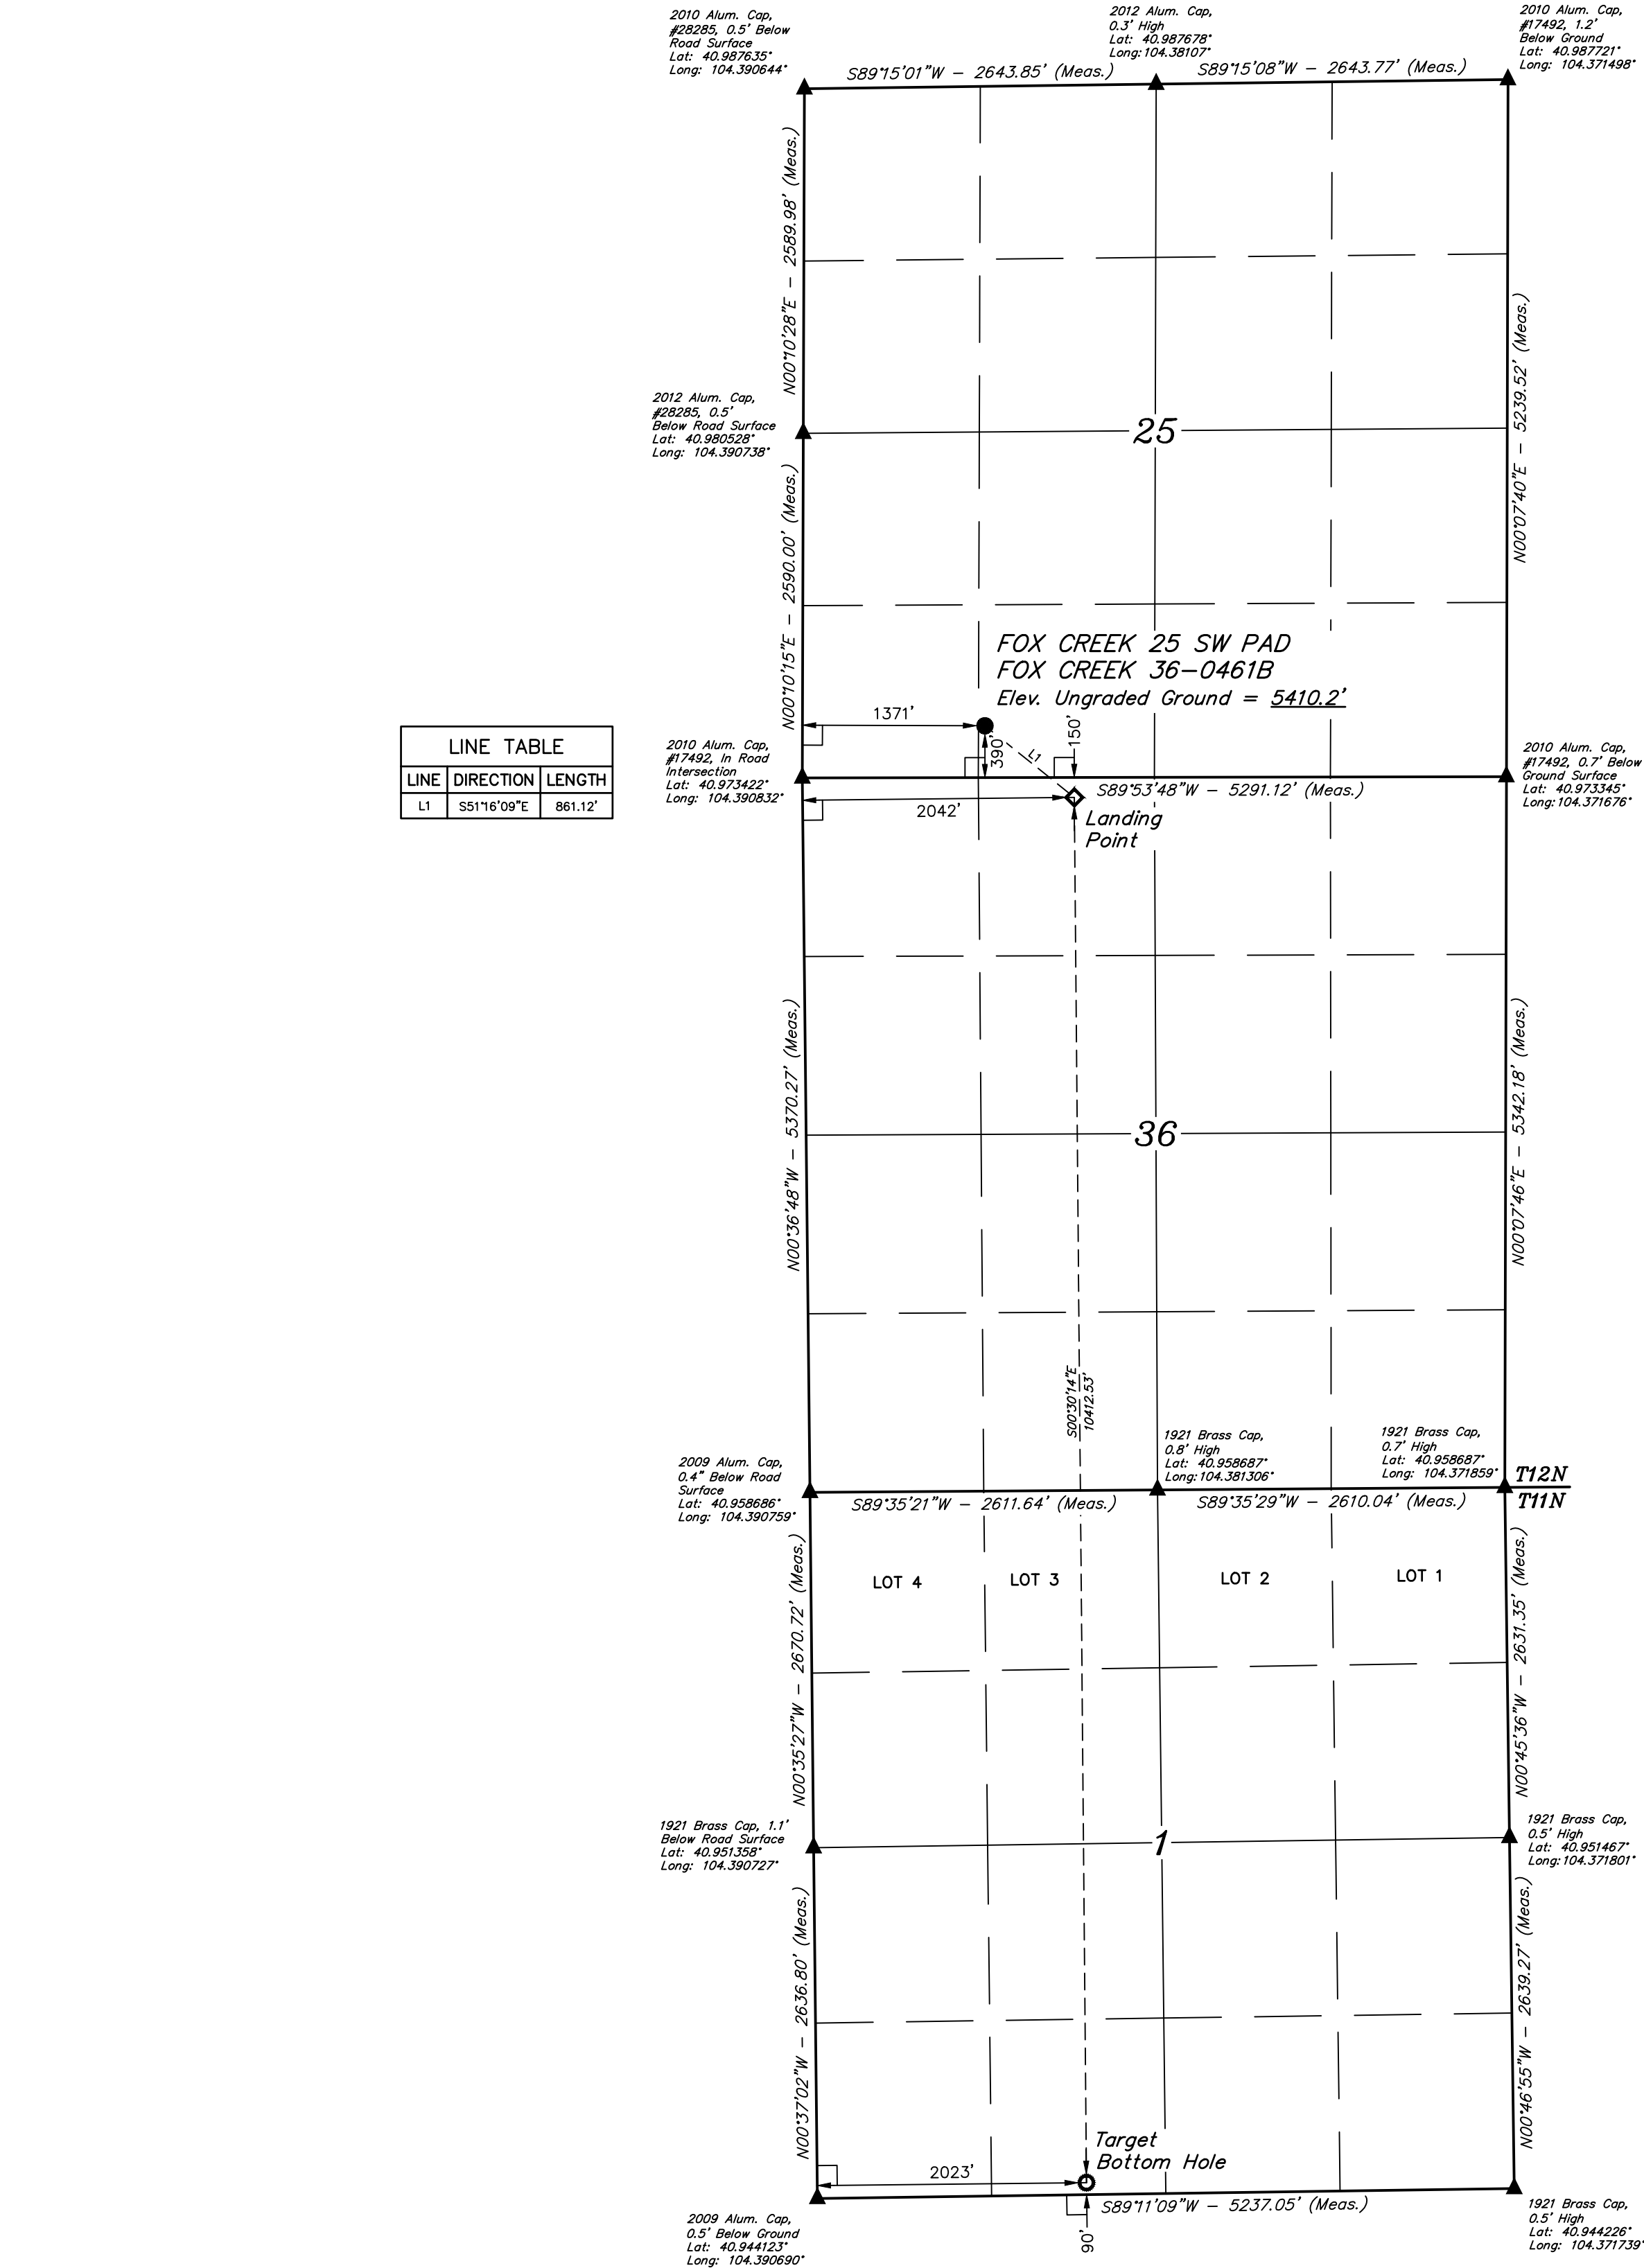 2010 Alum. Cap,
#28285, 0.5' Below
Road Surface
Lat: 40.987635°
Long: 104.390644°
2012 Alum. Cap,
0.3' High
Lat: 40.987678°
Long:104.38107°
2010 Alum. Cap,
#17492, 1.2'
Below Ground
Lat: 40.987721°
Long: 104.371498°
S89°15'01"W - 2643.85' (Meas.)
S89°15'08"W - 2643.77' (Meas.)
N00°10'28"E - 2589.98' (Meas.)
N00°07'40"E - 5239.52' (Meas.)
2012 Alum. Cap,
#28285, 0.5'
Below Road Surface
Lat: 40.980528°
Long: 104.390738°
25
N00°10'15"E - 2590.00' (Meas.)
FOX CREEK 25 SW PAD
FOX CREEK 36-0461B
Elev. Ungraded Ground = 5410.2'
1371'
390'
L1
150'
LINE TABLE
LINE DIRECTION LENGTH
L1 S51°16'09"E 861.12'
2010 Alum. Cap,
#17492, In Road
Intersection
Lat: 40.973422°
Long: 104.390832°
2010 Alum. Cap,
#17492, 0.7' Below
Ground Surface
Lat: 40.973345°
Long:104.371676°
S89°53'48"W - 5291.12' (Meas.)
2042'
Landing
Point
N00°36'48"W - 5370.27' (Meas.)
36
N00°07'46"E - 5342.18' (Meas.)
S00°30'14"E
10412.53'
1921 Brass Cap,
0.8' High
Lat: 40.958687°
Long:104.381306°
1921 Brass Cap,
0.7' High
Lat: 40.958687°
Long: 104.371859°
2009 Alum. Cap,
0.4" Below Road
Surface
Lat: 40.958686°
Long: 104.390759°
T12N
T11N
S89°35'21"W - 2611.64' (Meas.)
S89°35'29"W - 2610.04' (Meas.)
LOT 4
LOT 3
LOT 2
LOT 1
N00°35'27"W - 2670.72' (Meas.)
N00°45'36"W - 2631.35' (Meas.)
1921 Brass Cap, 1.1'
Below Road Surface
Lat: 40.951358°
Long: 104.390727°
1
1921 Brass Cap,
0.5' High
Lat: 40.951467°
Long:104.371801°
N00°37'02"W - 2636.80' (Meas.)
N00°46'55"W - 2639.27' (Meas.)
Target
Bottom Hole
2023'
S89°11'09"W - 5237.05' (Meas.)
90'
2009 Alum. Cap,
0.5' Below Ground
Lat: 40.944123°
Long: 104.390690°
1921 Brass Cap,
0.5' High
Lat: 40.944226°
Long: 104.371739°